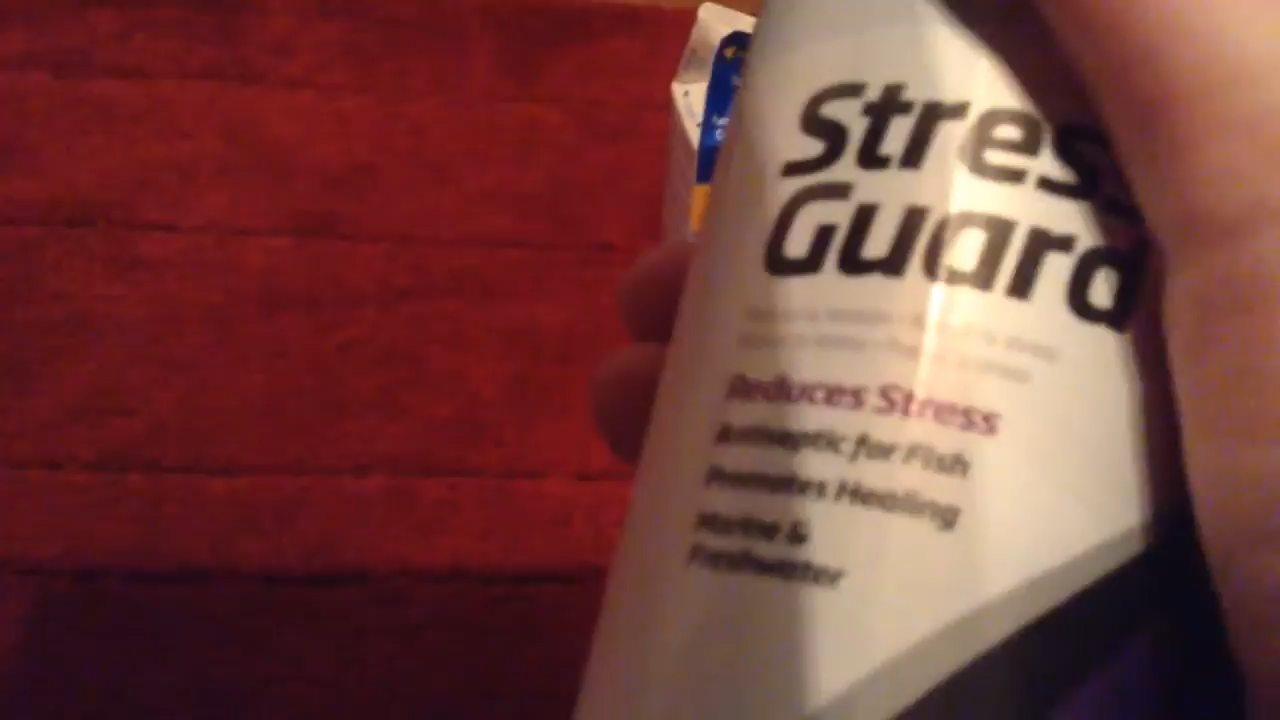 Stress
Guard
Reduces Stress
Antiseptic for Fish
Promotes Healing
Marine &
Freshwater